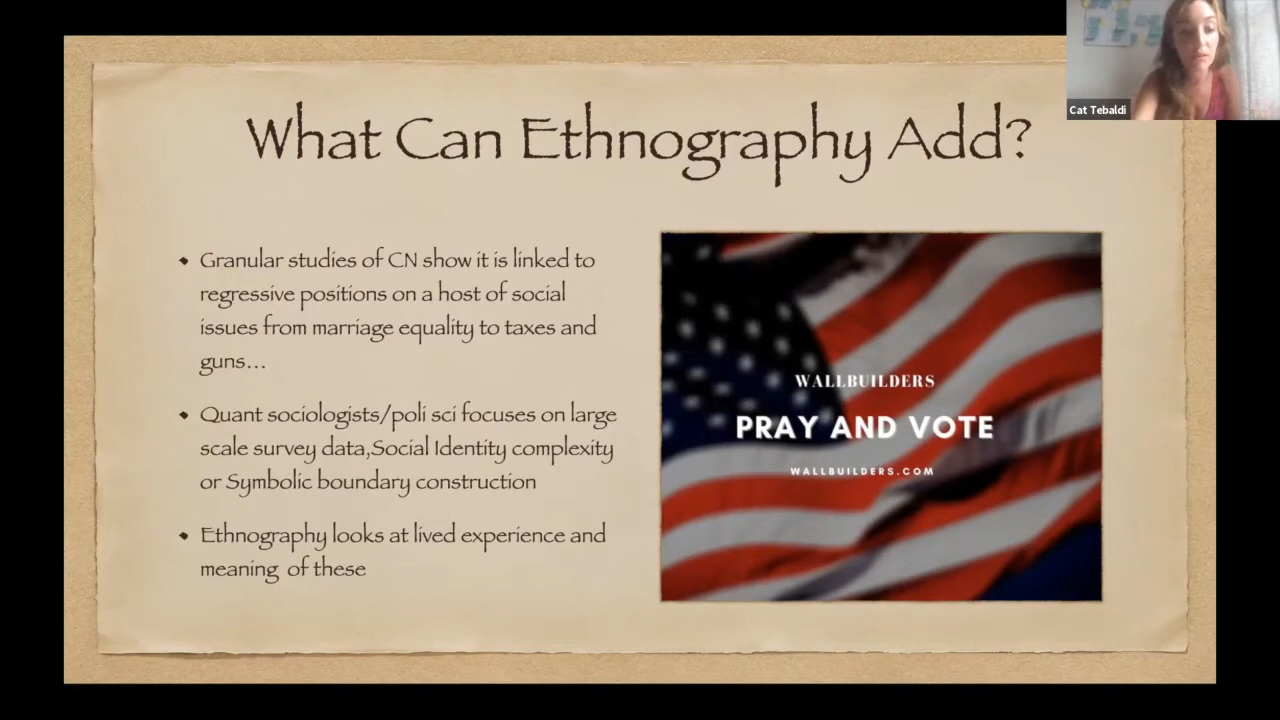 Cat Tebaldi
What Can Ethnography Add?
• Granular studies of CN show it is linked to
regressive positions on a host of social
issues from marriage equality to taxes and
guns…
• Quant sociologists/poli sci focuses on large
scale survey data,Social Identity complexity
or Symbolic boundary construction
• Ethnography looks at lived experience and
meaning of these
WALLBUILDERS
PRAY AND VOTE
WALLBUILDERS.COM